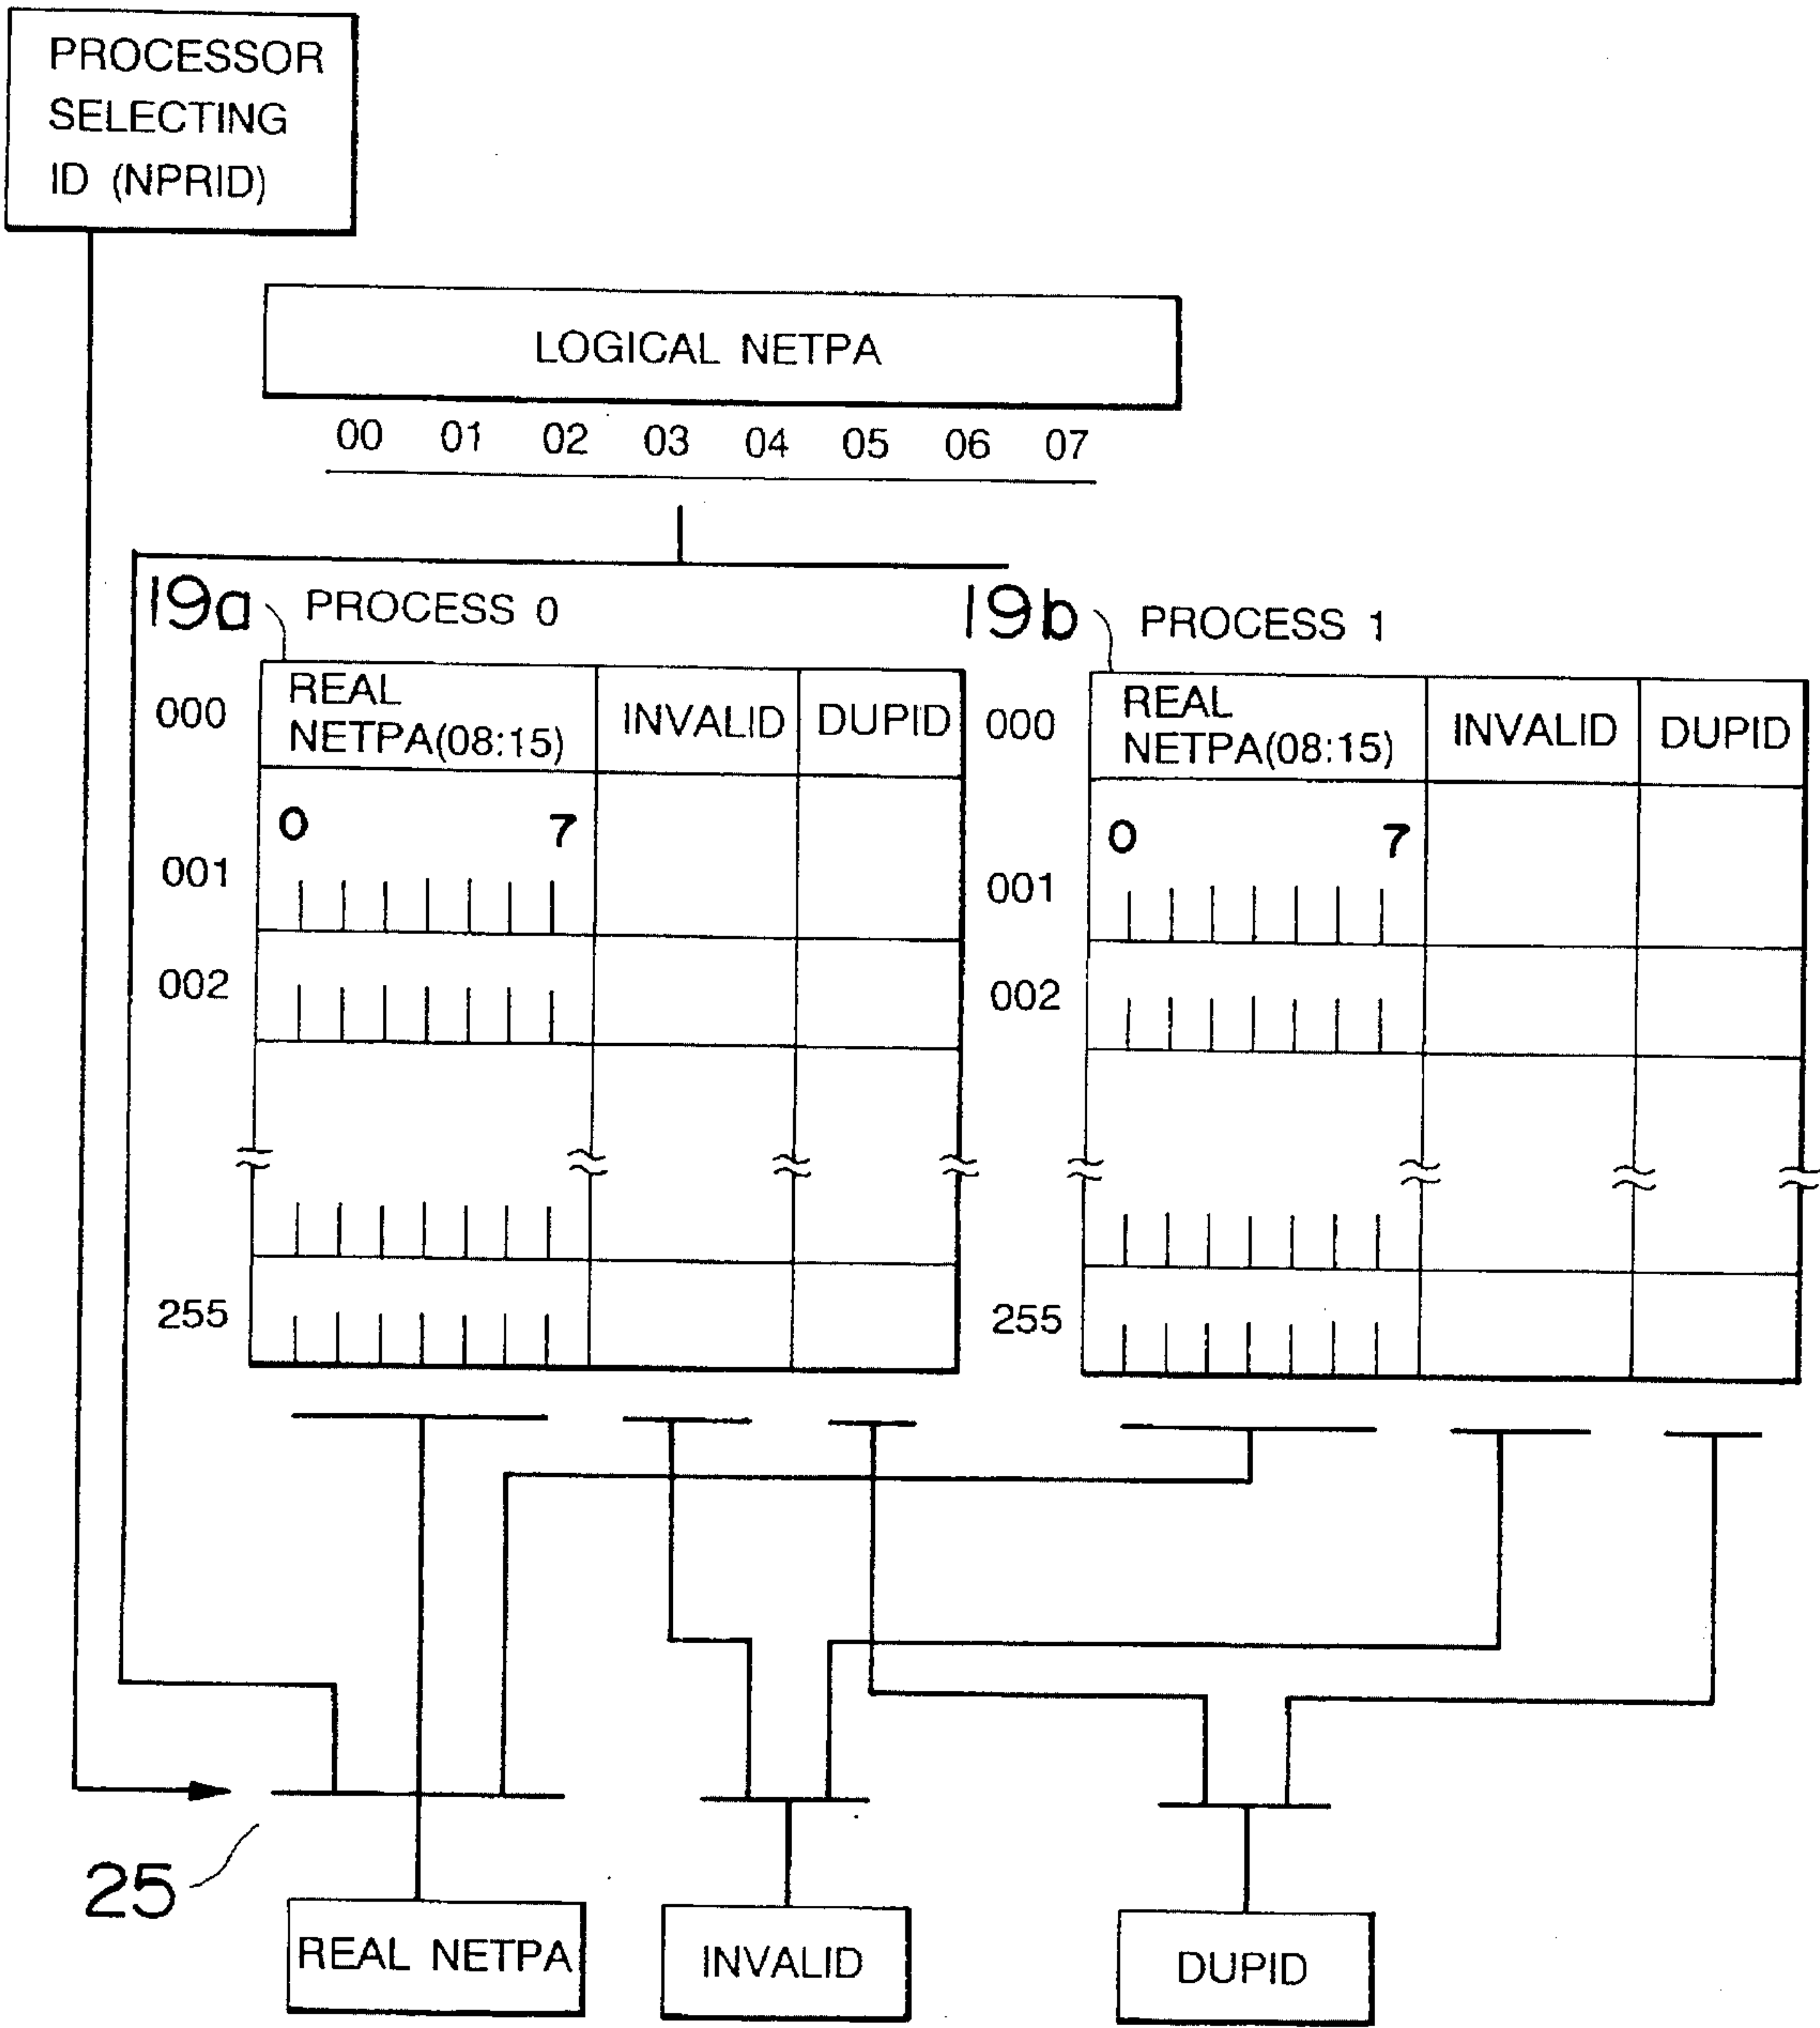 PROCESSOR
SELECTING
ID (NPRID)
LOGICAL NETPA
00 01 02 03 04 05 06 07
19a PROCESS 0
19b PROCESS 1
000 REAL NETPA(08:15) INVALID DUPID
000 REAL NETPA(08:15) INVALID DUPID
0 7
0 7
001
001
002
002
255
255
25
REAL NETPA
INVALID
DUPID